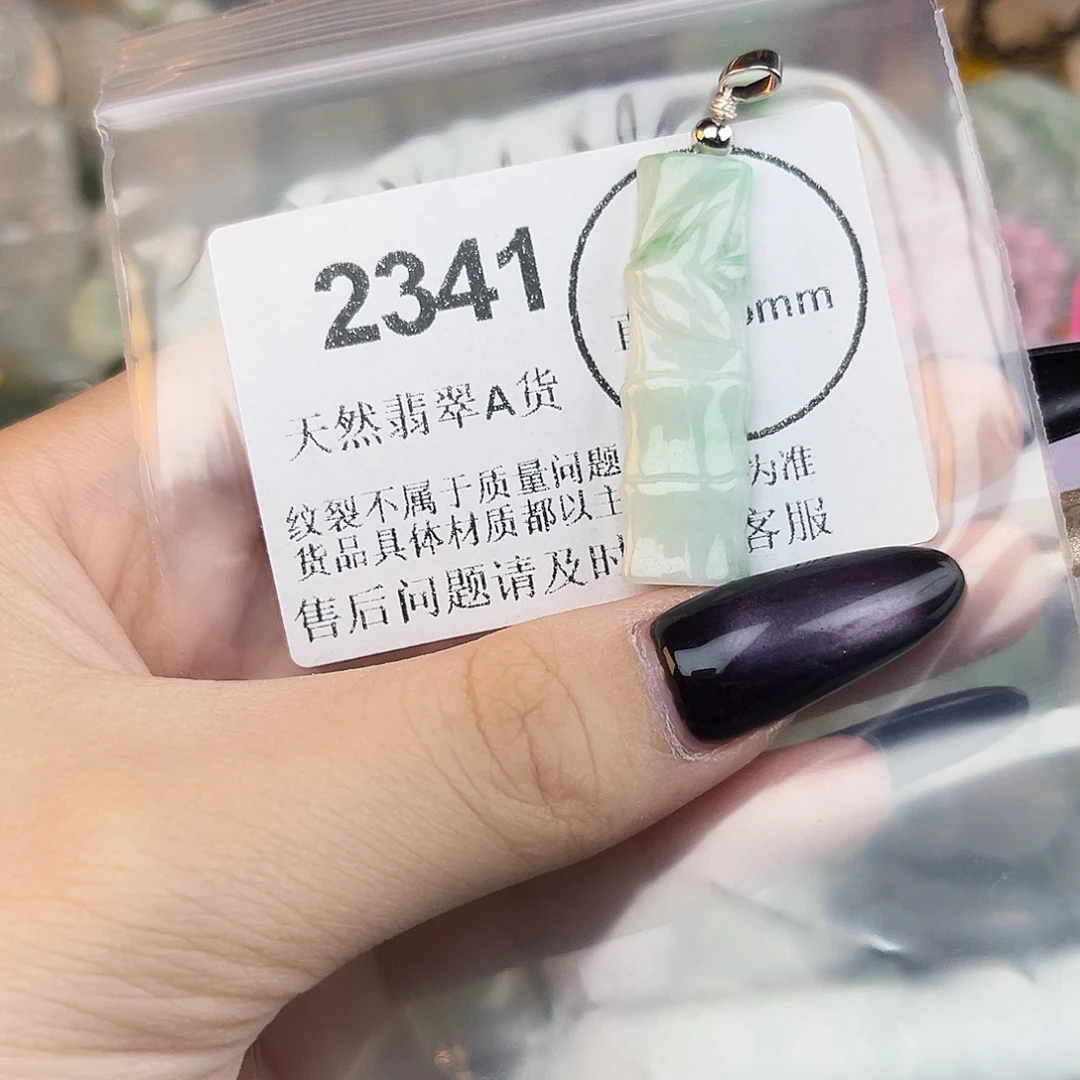 2341
mm
天然翡翠A货
纹裂不属于质量问题
货品具体材质都以主 为准
售后问题请及时 客服